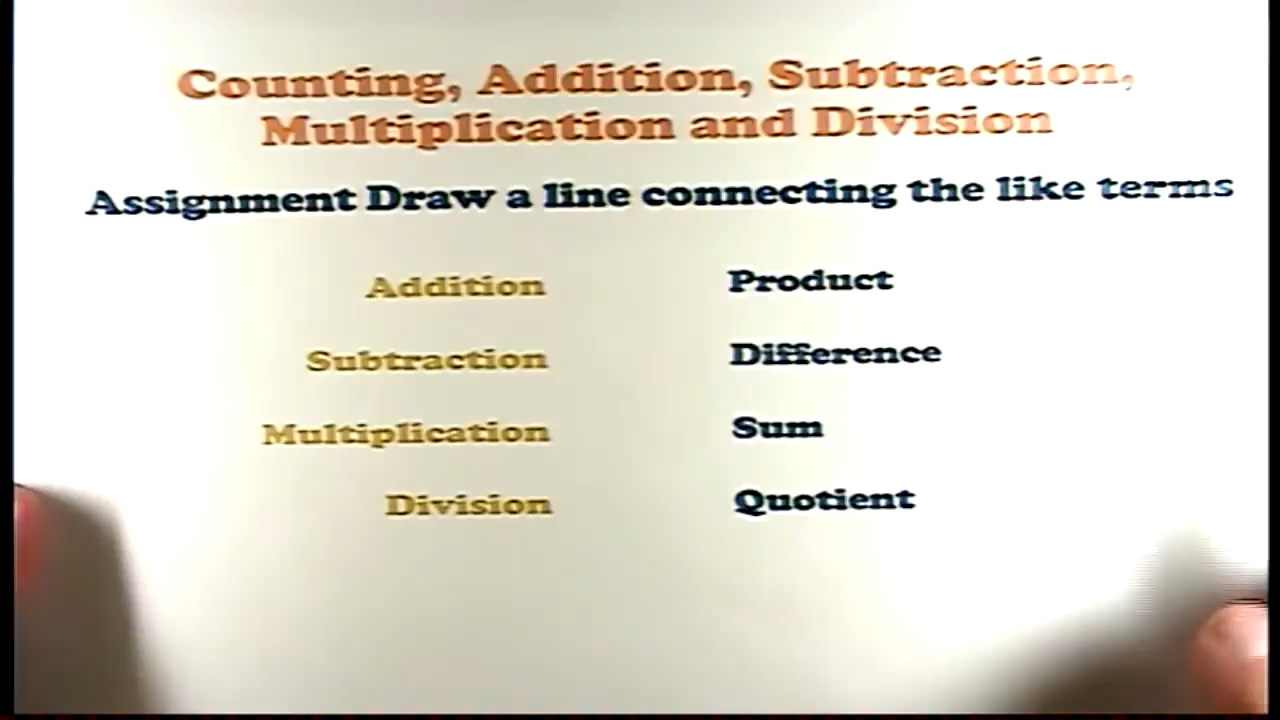 Counting, Addition, Subtraction,
Multiplication and Division
Assignment Draw a line connecting the like terms
Addition Product
Subtraction Difference
Multiplication Sum
Division Quotient